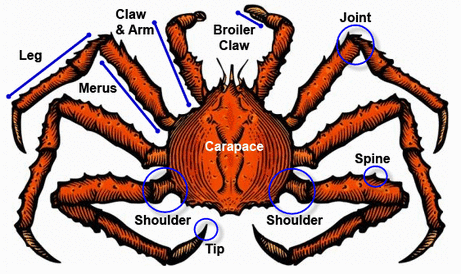 Claw
& Arm
Broiler
Claw
Joint
Leg
Merus
Carapace
Spine
Shoulder
Shoulder
Tip